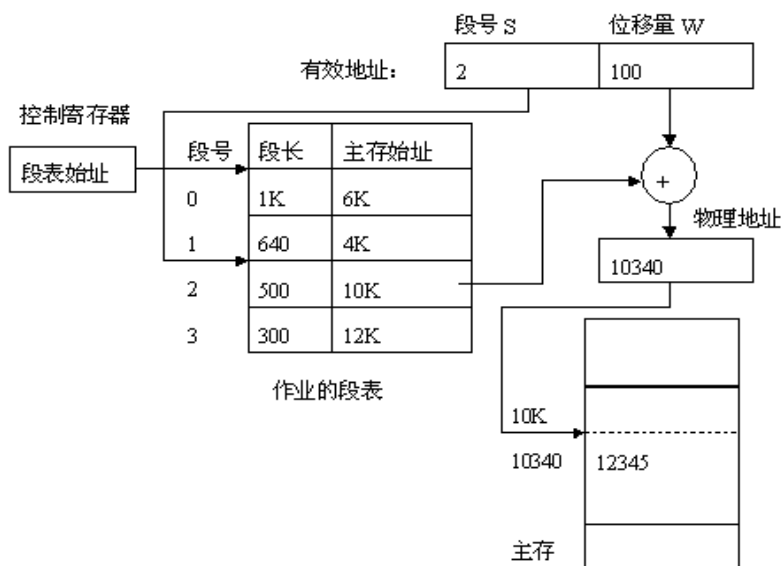 段号 S 位移量 W
有效地址： 2 100
控制寄存器
段表始址
段号 段长 主存始址
0 1K 6K
1 640 4K
2 500 10K
3 300 12K
作业的段表
+
物理地址
10340
10K
10340 12345
主存